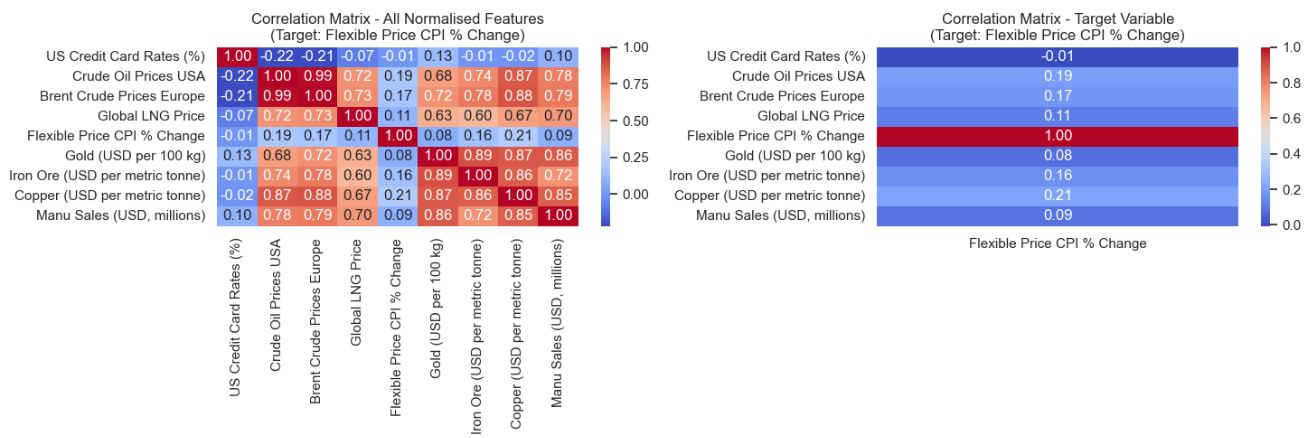 Correlation Matrix - All Normalised Features
(Target: Flexible Price CPI % Change)
US Credit Card Rates (%) 1.00 -0.22 -0.21 -0.07 -0.01 0.13 -0.01 -0.02 0.10
Crude Oil Prices USA -0.22 1.00 0.99 0.72 0.19 0.68 0.74 0.87 0.78
Brent Crude Prices Europe -0.21 0.99 1.00 0.73 0.17 0.72 0.78 0.88 0.79
Global LNG Price -0.07 0.72 0.73 1.00 0.11 0.63 0.60 0.67 0.70
Flexible Price CPI % Change -0.01 0.19 0.17 0.11 1.00 0.08 0.16 0.21 0.09
Gold (USD per 100 kg) 0.13 0.68 0.72 0.63 0.08 1.00 0.89 0.87 0.86
Iron Ore (USD per metric tonne) -0.01 0.74 0.78 0.60 0.16 0.89 1.00 0.86 0.72
Copper (USD per metric tonne) -0.02 0.87 0.88 0.67 0.21 0.87 0.86 1.00 0.85
Manu Sales (USD, millions) 0.10 0.78 0.79 0.70 0.09 0.86 0.72 0.85 1.00
US Credit Card Rates (%)
Crude Oil Prices USA
Brent Crude Prices Europe
Global LNG Price
Flexible Price CPI % Change
Gold (USD per 100 kg)
Iron Ore (USD per metric tonne)
Copper (USD per metric tonne)
Manu Sales (USD, millions)
1.00
0.75
0.50
0.25
0.00
Correlation Matrix - Target Variable
(Target: Flexible Price CPI % Change)
US Credit Card Rates (%) -0.01
Crude Oil Prices USA 0.19
Brent Crude Prices Europe 0.17
Global LNG Price 0.11
Flexible Price CPI % Change 1.00
Gold (USD per 100 kg) 0.08
Iron Ore (USD per metric tonne) 0.16
Copper (USD per metric tonne) 0.21
Manu Sales (USD, millions) 0.09
Flexible Price CPI % Change
1.0
0.8
0.6
0.4
0.2
0.0